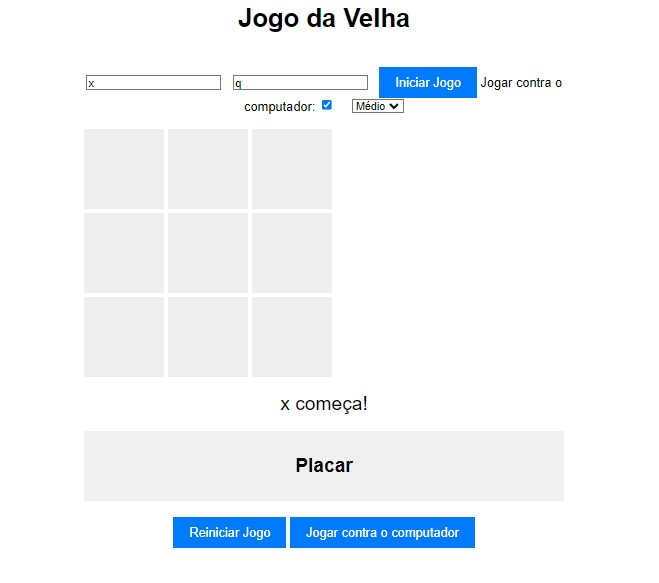 Jogo da Velha
x q Iniciar Jogo Jogar contra o
computador: Médio
x começa!
Placar
Reiniciar Jogo Jogar contra o computador